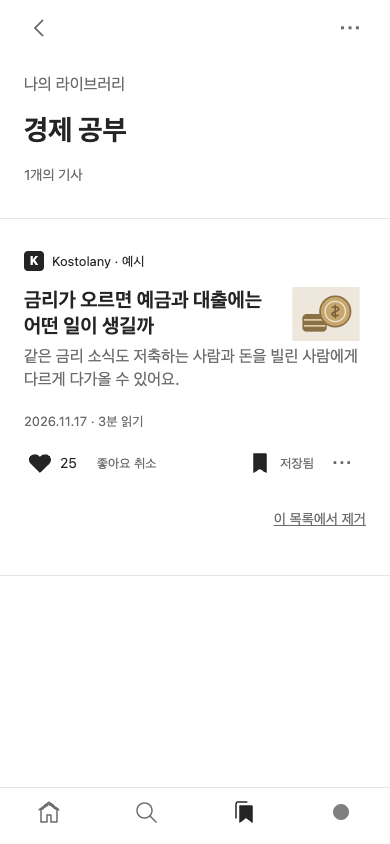 나의 라이브러리
경제 공부
1개의 기사
K Kostolany · 예시
금리가 오르면 예금과 대출에는
어떤 일이 생길까
같은 금리 소식도 저축하는 사람과 돈을 빌린 사람에게
다르게 다가올 수 있어요.
2026.11.17 · 3분 읽기
25 좋아요 취소 저장됨
이 목록에서 제거